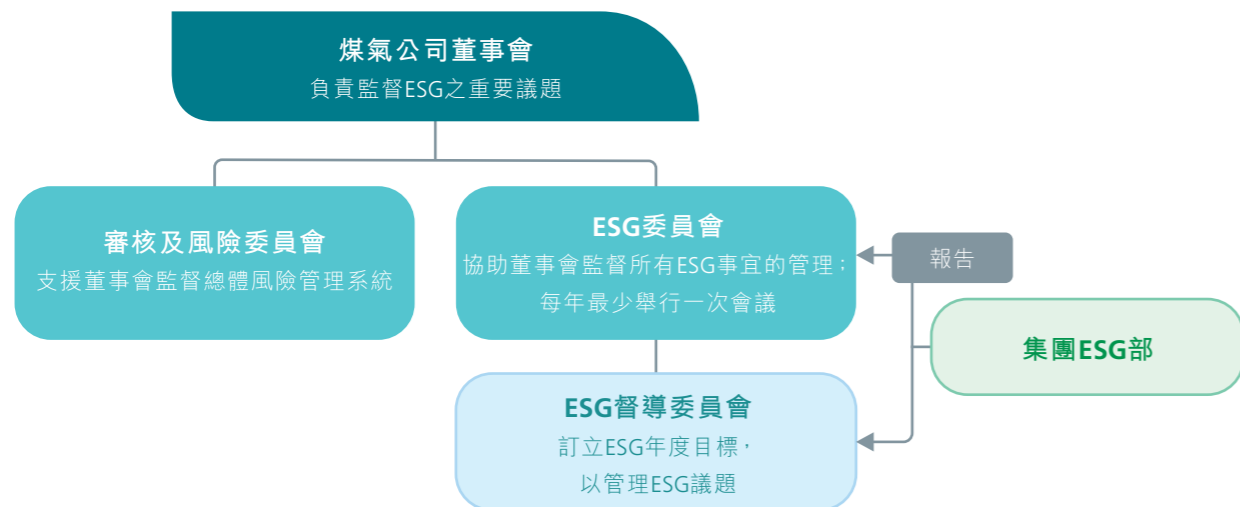 煤氣公司董事會
負責監督ESG之重要議題
審核及風險委員會
支援董事會監督總體風險管理系統
ESG委員會
協助董事會監督所有ESG事宜的管理；
每年最少舉行一次會議
報告
集團ESG部
ESG督導委員會
訂立ESG年度目標，
以管理ESG議題